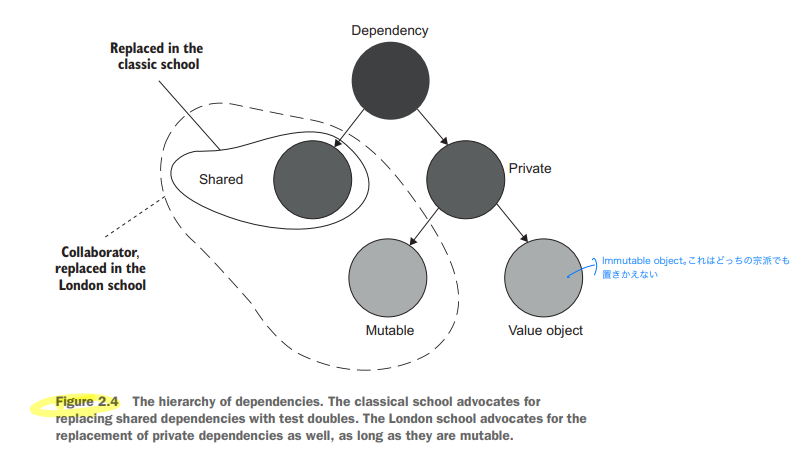 Dependency
Replaced in the
classic school
Shared
Private
Collaborator,
replaced in the
London school
Immutable object。これはどっちの宗派でも
置きかえない
Mutable
Value object
Figure 2.4 The hierarchy of dependencies. The classical school advocates for
replacing shared dependencies with test doubles. The London school advocates for the
replacement of private dependencies as well, as long as they are mutable.